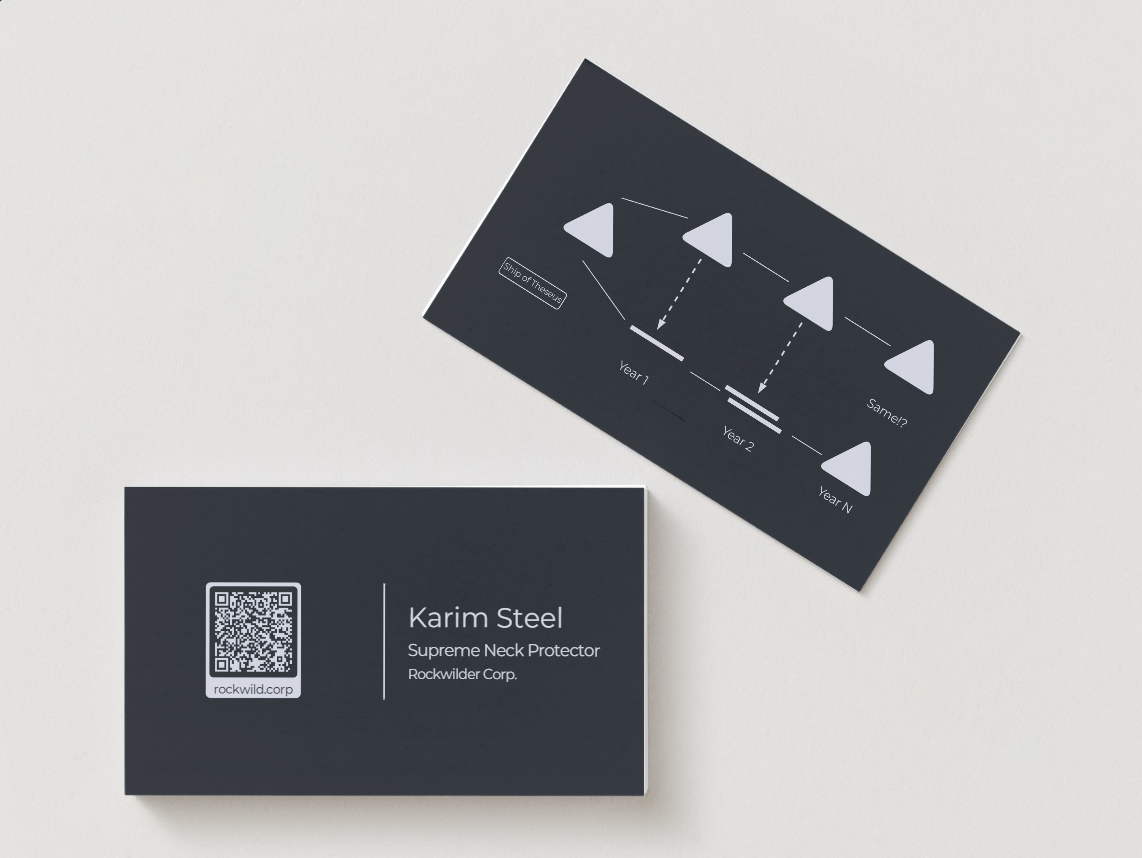 Ship of Theseus
Year 1
Year 2
Same!?
Year N
Karim Steel
Supreme Neck Protector
Rockwilder Corp.
rockwild.corp